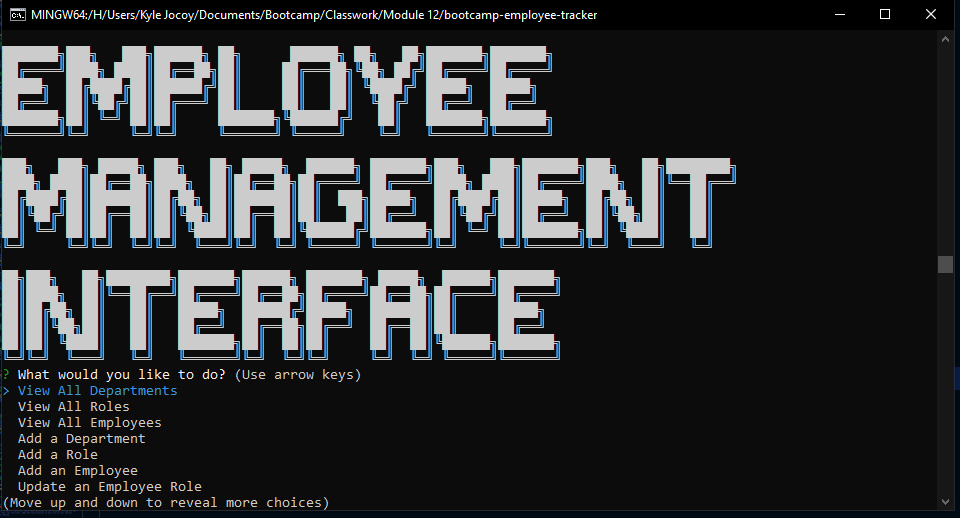 MINGW64:/H/Users/Kyle Jocoy/Documents/Bootcamp/Classwork/Module 12/bootcamp-employee-tracker
EMPLOYEE
MANAGEMENT
INTERFACE
? What would you like to do? (Use arrow keys)
> View All Departments
View All Roles
View All Employees
Add a Department
Add a Role
Add an Employee
Update an Employee Role
(Move up and down to reveal more choices)